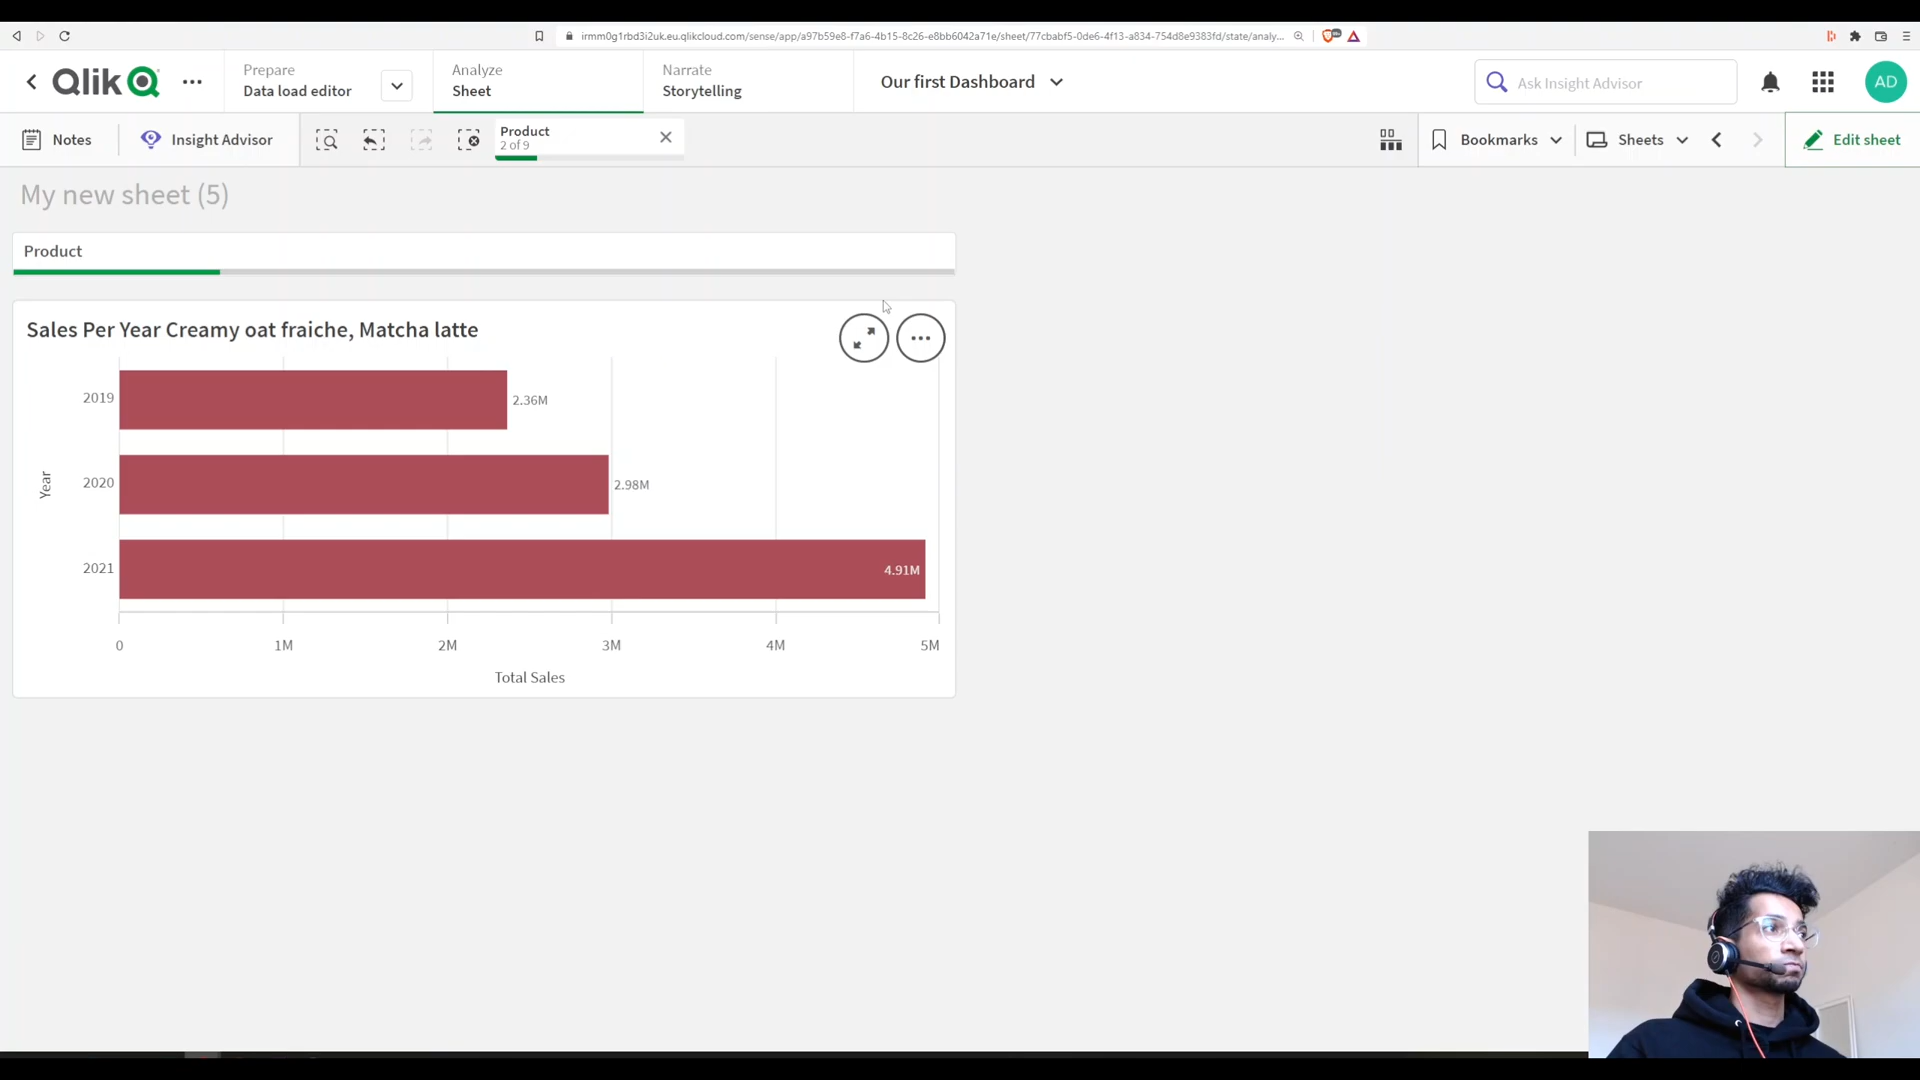 irmm0g1rbd3i2uk.eu.qlikcloud.com/sense/app/a97b59e8-f7a6-4b15-8c26-e8bb6042a71e/sheet/77cbabf5-0de6-4f13-a834-754d8e9383fd/state/analy...
Qlik
Prepare
Data load editor
Analyze
Sheet
Narrate
Storytelling
Our first Dashboard
Ask Insight Advisor
AD
Notes
Insight Advisor
Product
2 of 9
Bookmarks
Sheets
Edit sheet
My new sheet (5)
Product
Sales Per Year Creamy oat fraiche, Matcha latte
2019
2.36M
2020
2.98M
2021
4.91M
Year
0 1M 2M 3M 4M 5M
Total Sales